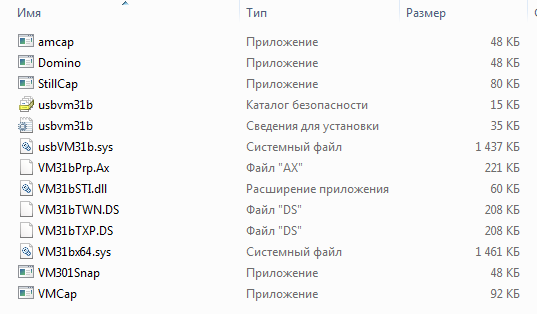 Имя Тип Размер
amcap Приложение 48 КБ
Domino Приложение 48 КБ
StillCap Приложение 80 КБ
usbvm31b Каталог безопасности 15 КБ
usbvm31b Сведения для установки 35 КБ
usbVM31b.sys Системный файл 1 437 КБ
VM31bPrp.Ax Файл "AX" 221 КБ
VM31bSTI.dll Расширение приложения 60 КБ
VM31bTWN.DS Файл "DS" 208 КБ
VM31bTXP.DS Файл "DS" 208 КБ
VM31bx64.sys Системный файл 1 461 КБ
VM301Snap Приложение 48 КБ
VMCap Приложение 92 КБ